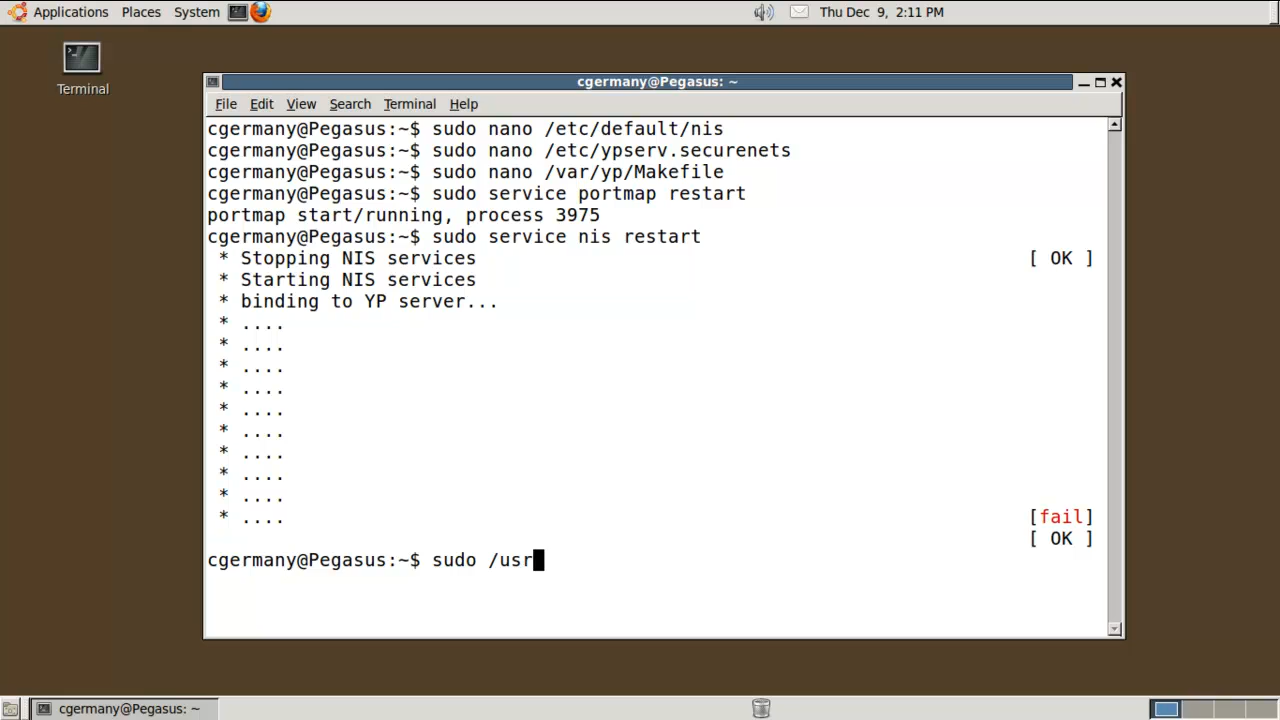 Applications Places System Thu Dec 9, 2:11 PM
Terminal
cgermany@Pegasus: ~
File Edit View Search Terminal Help
cgermany@Pegasus:~$ sudo nano /etc/default/nis
cgermany@Pegasus:~$ sudo nano /etc/ypserv.securenets
cgermany@Pegasus:~$ sudo nano /var/yp/Makefile
cgermany@Pegasus:~$ sudo service portmap restart
portmap start/running, process 3975
cgermany@Pegasus:~$ sudo service nis restart
* Stopping NIS services [ OK ]
* Starting NIS services
* binding to YP server...
* ....
* ....
* ....
* ....
* ....
* ....
* ....
* ....
* ....
* .... [fail]
[ OK ]
cgermany@Pegasus:~$ sudo /usr
cgermany@Pegasus: ~